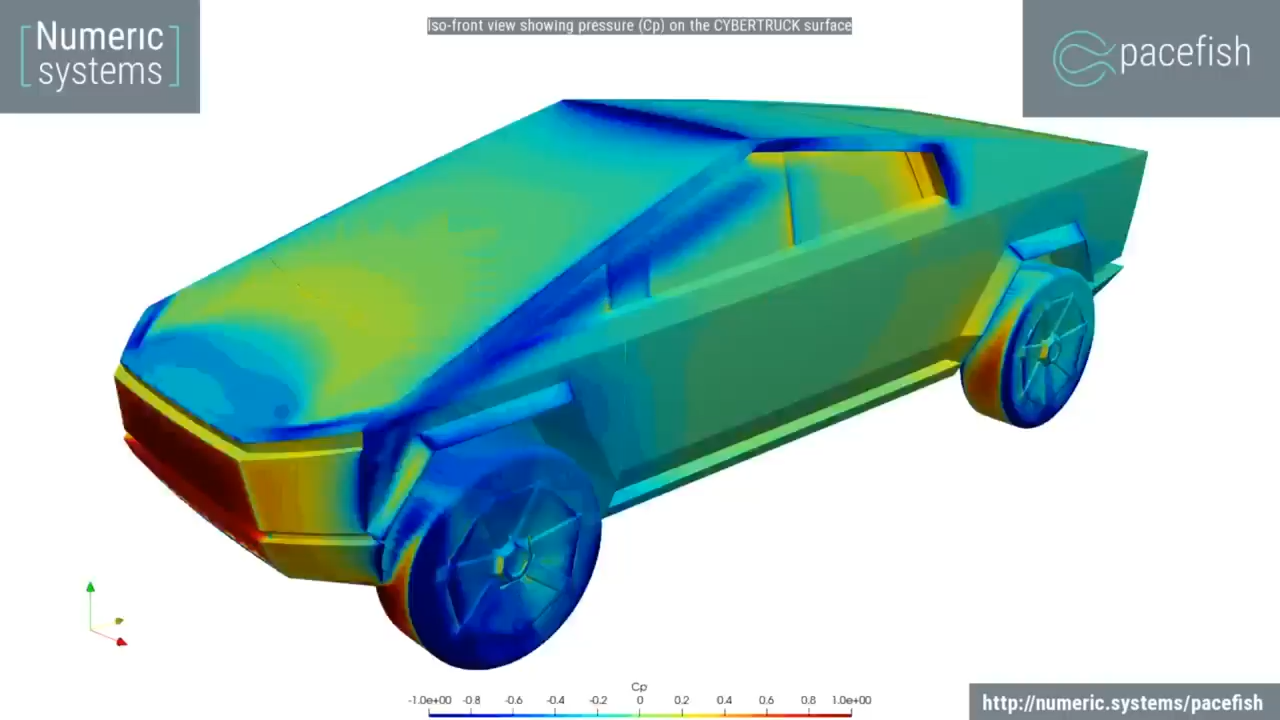 Numeric
systems
Iso-front view showing pressure (Cp) on the CYBERTRUCK surface
pacefish
Cp
-1.0e+00 -0.8 -0.6 -0.4 -0.2 0 0.2 0.4 0.6 0.8 1.0e+00
http://numeric.systems/pacefish